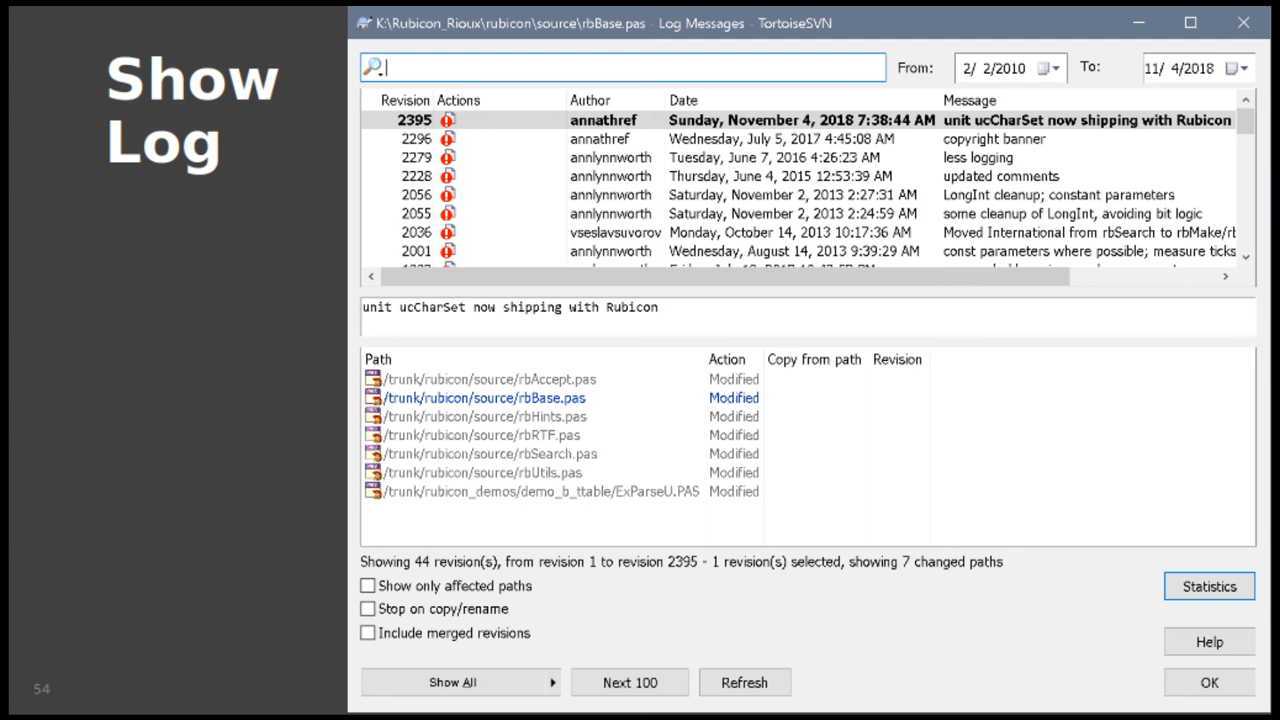 Show
Log
54
K:\Rubicon_Rioux\rubicon\source\rbBase.pas - Log Messages - TortoiseSVN
From: 2/ 2/2010 To: 11/ 4/2018
Revision Actions Author Date Message
2395 annathref Sunday, November 4, 2018 7:38:44 AM unit ucCharSet now shipping with Rubicon
2296 annathref Wednesday, July 5, 2017 4:45:08 AM copyright banner
2279 annlynnworth Tuesday, June 7, 2016 4:26:23 AM less logging
2228 annlynnworth Thursday, June 4, 2015 12:53:39 AM updated comments
2056 annlynnworth Saturday, November 2, 2013 2:27:31 AM LongInt cleanup; constant parameters
2055 annlynnworth Saturday, November 2, 2013 2:24:59 AM some cleanup of LongInt, avoiding bit logic
2036 vseslavsuvorov Monday, October 14, 2013 10:17:36 AM Moved International from rbSearch to rbMake/rt
2001 annlynnworth Wednesday, August 14, 2013 9:39:29 AM const parameters where possible; measure ticks
unit ucCharSet now shipping with Rubicon
Path Action Copy from path Revision
/trunk/rubicon/source/rbAccept.pas Modified
/trunk/rubicon/source/rbBase.pas Modified
/trunk/rubicon/source/rbHints.pas Modified
/trunk/rubicon/source/rbRTF.pas Modified
/trunk/rubicon/source/rbSearch.pas Modified
/trunk/rubicon/source/rbUtils.pas Modified
/trunk/rubicon_demos/demo_b_ttable/ExParseU.PAS Modified
Showing 44 revision(s), from revision 1 to revision 2395 - 1 revision(s) selected, showing 7 changed paths
Show only affected paths
Statistics
Stop on copy/rename
Include merged revisions
Help
Show All Next 100 Refresh OK